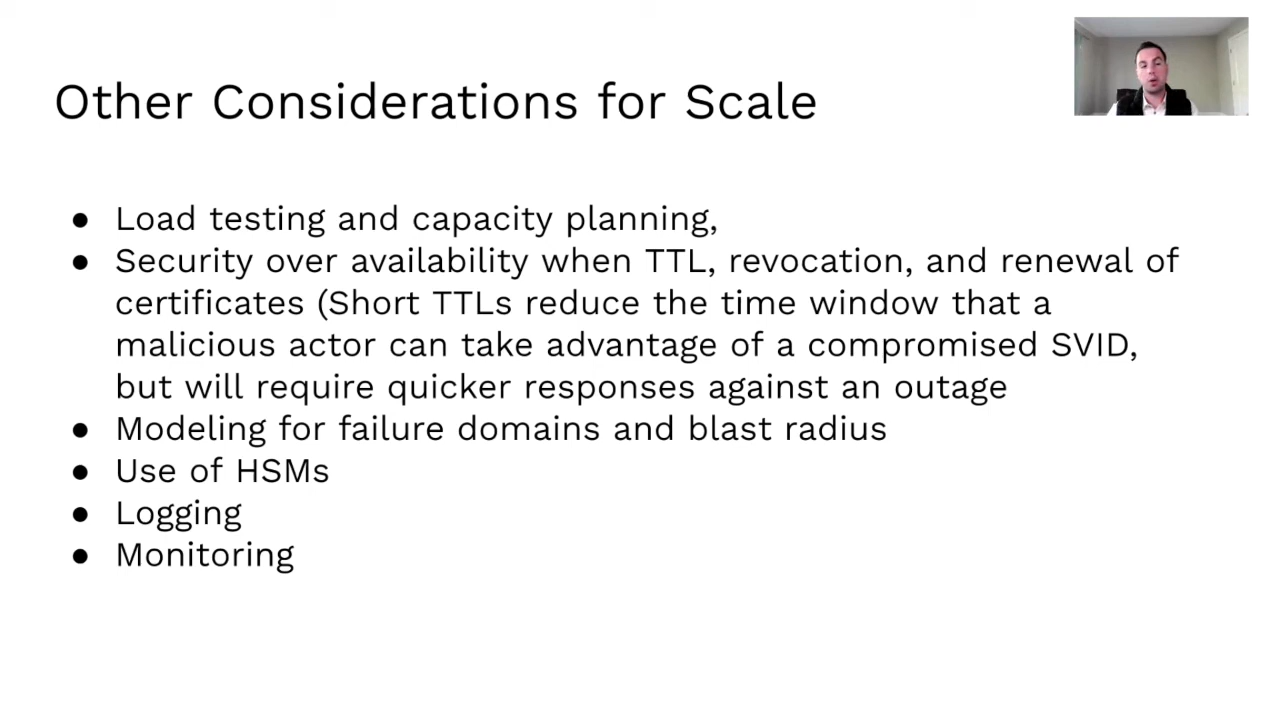 Other Considerations for Scale
● Load testing and capacity planning,
● Security over availability when TTL, revocation, and renewal of
certificates (Short TTLs reduce the time window that a
malicious actor can take advantage of a compromised SVID,
but will require quicker responses against an outage
● Modeling for failure domains and blast radius
● Use of HSMs
● Logging
● Monitoring